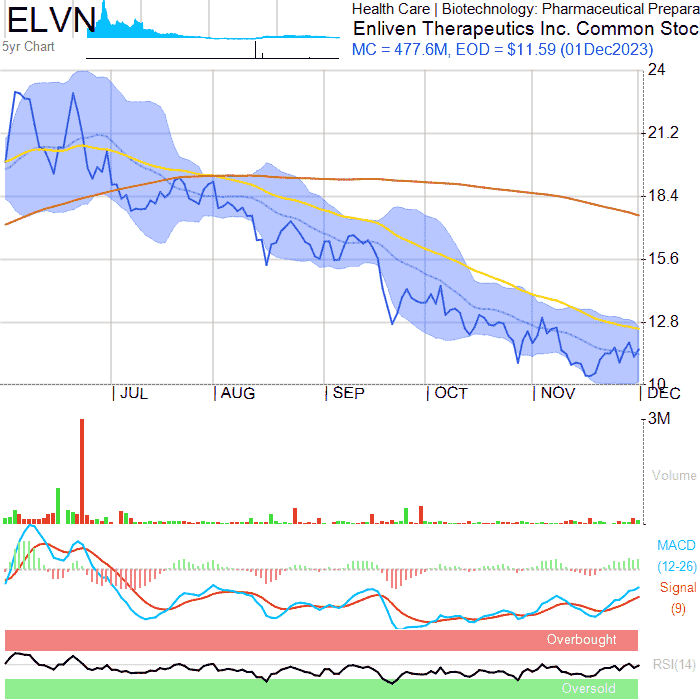 ELVN
5yr Chart
Health Care | Biotechnology: Pharmaceutical Prepara
Enliven Therapeutics Inc. Common Stoc
MC = 477.6M, EOD = $11.59 (01Dec2023)
24
21.2
18.4
15.6
12.8
10
JUL
AUG
SEP
OCT
NOV
DEC
3M
Volume
MACD
(12-26)
Signal
(9)
Overbought
RSI(14)
Oversold